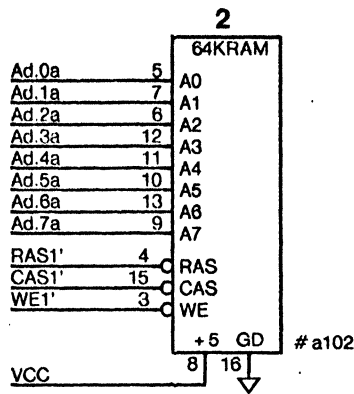 2
64KRAM
Ad.0a 5 A0
Ad.1a 7 A1
Ad.2a 6 A2
Ad.3a 12 A3
Ad.4a 11 A4
Ad.5a 10 A5
Ad.6a 13 A6
Ad.7a 9 A7
RAS1' 4 RAS
CAS1' 15 CAS
WE1' 3 WE
+5 GD #a102
8 16
VCC